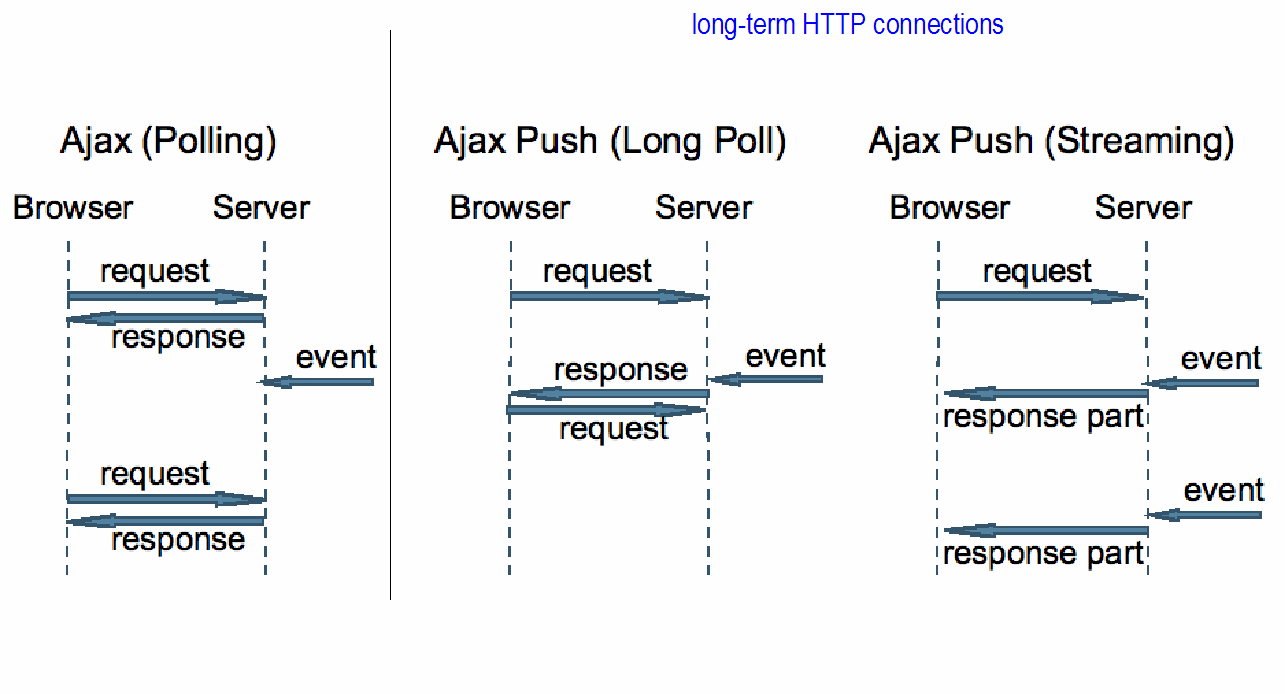 long-term HTTP connections
Ajax (Polling)
Browser Server
request
response
event
request
response
Ajax Push (Long Poll)
Browser Server
request
event
response
request
Ajax Push (Streaming)
Browser Server
request
event
response part
event
response part